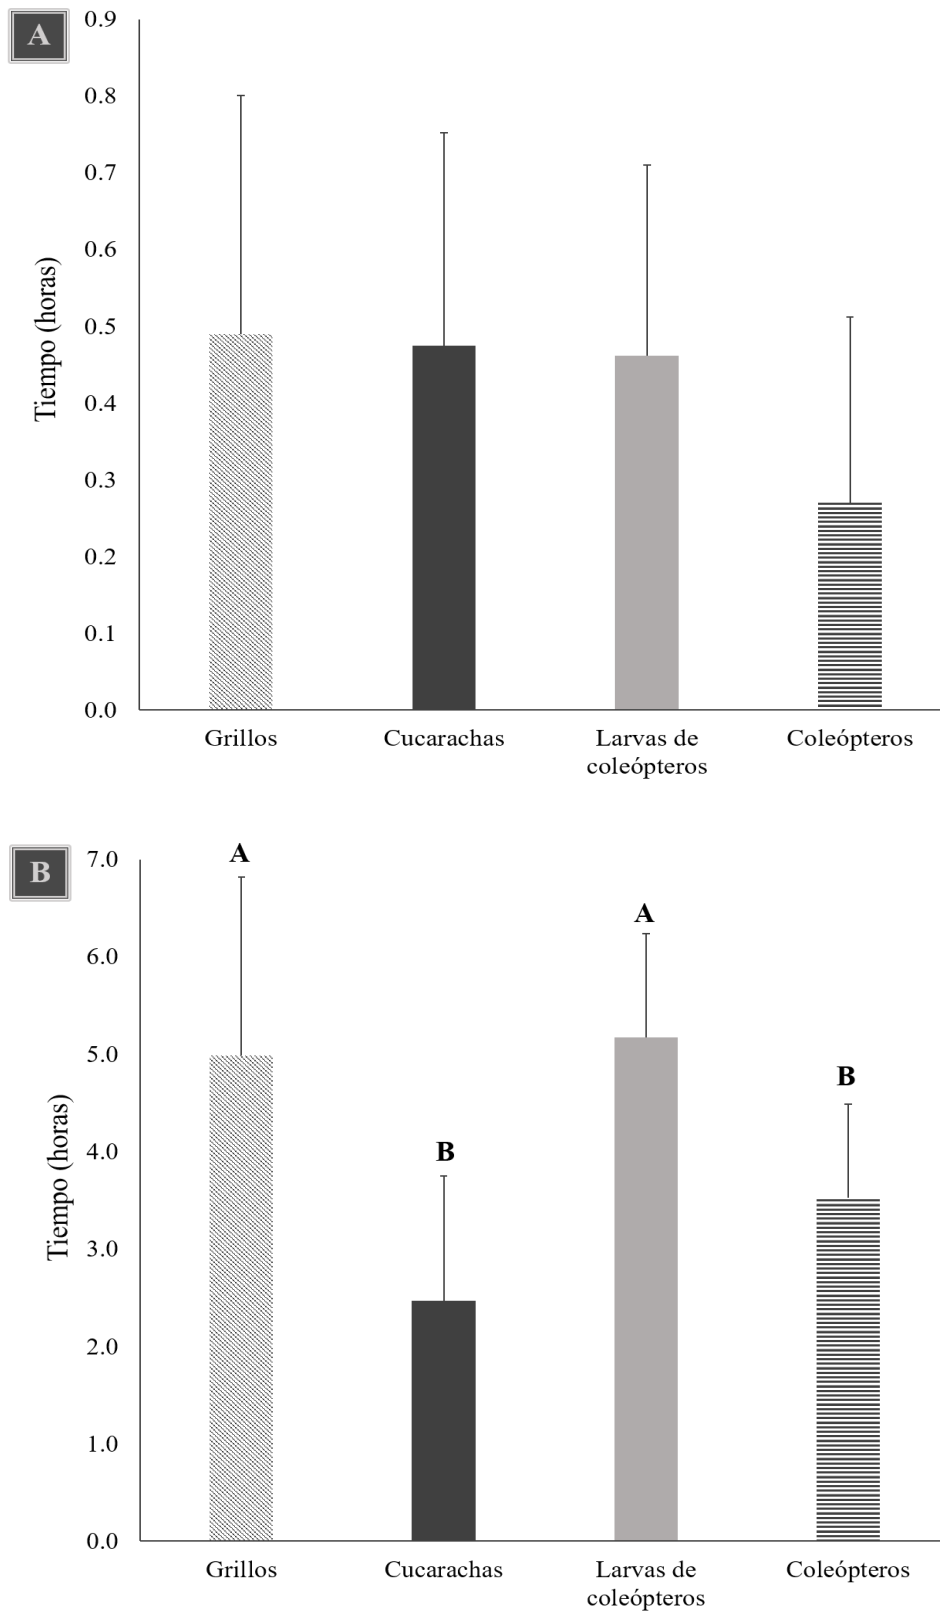 A
0.9
0.8
0.7
0.6
0.5
0.4
0.3
0.2
0.1
0.0
Tiempo (horas)
Grillos
Cucarachas
Larvas de
coleópteros
Coleópteros
B
7.0
6.0
5.0
4.0
3.0
2.0
1.0
0.0
Tiempo (horas)
A
B
A
B
Grillos
Cucarachas
Larvas de
coleópteros
Coleópteros